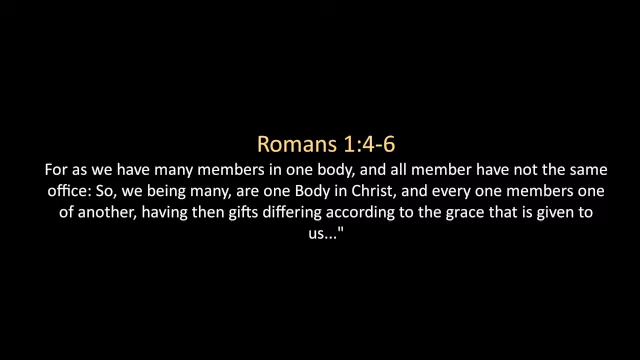 Romans 1:4-6
For as we have many members in one body, and all member have not the same
office: So, we being many, are one Body in Christ, and every one members one
of another, having then gifts differing according to the grace that is given to
us..."